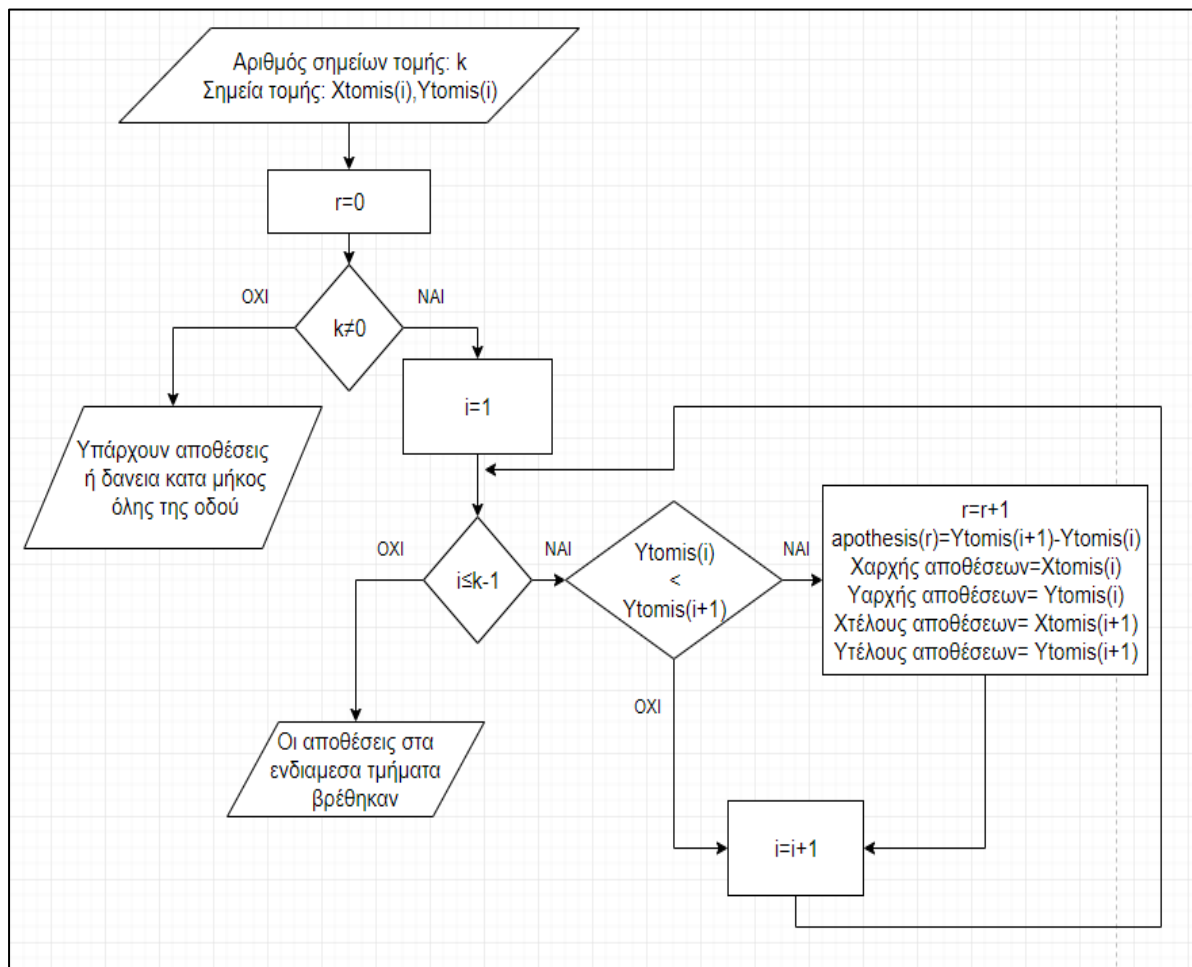 Αριθμός σημείων τομής: k
Σημεία τομής: Xtomis(i),Ytomis(i)
r=0
ΟΧΙ
ΝΑΙ
k≠0
i=1
Υπάρχουν αποθέσεις
ή δανεια κατα μήκος
όλης της οδού
ΟΧΙ
i≤k-1
ΝΑΙ
Ytomis(i)
<
Ytomis(i+1)
ΝΑΙ
r=r+1
apothesis(r)=Ytomis(i+1)-Ytomis(i)
Χαρχής αποθέσεων=Xtomis(i)
Υαρχής αποθέσεων= Ytomis(i)
Χτέλους αποθέσεων= Xtomis(i+1)
Υτέλους αποθέσεων= Ytomis(i+1)
ΟΧΙ
Οι αποθέσεις στα
ενδιαμεσα τμήματα
βρέθηκαν
i=i+1